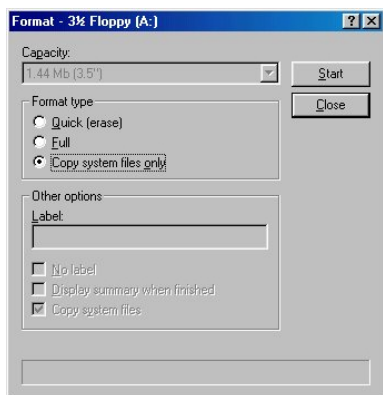 Format - 3½ Floppy (A:)
Capacity:
1.44 Mb (3.5")
Start
Format type
Close
Quick (erase)
Full
Copy system files only
Other options
Label:
No label
Display summary when finished
Copy system files